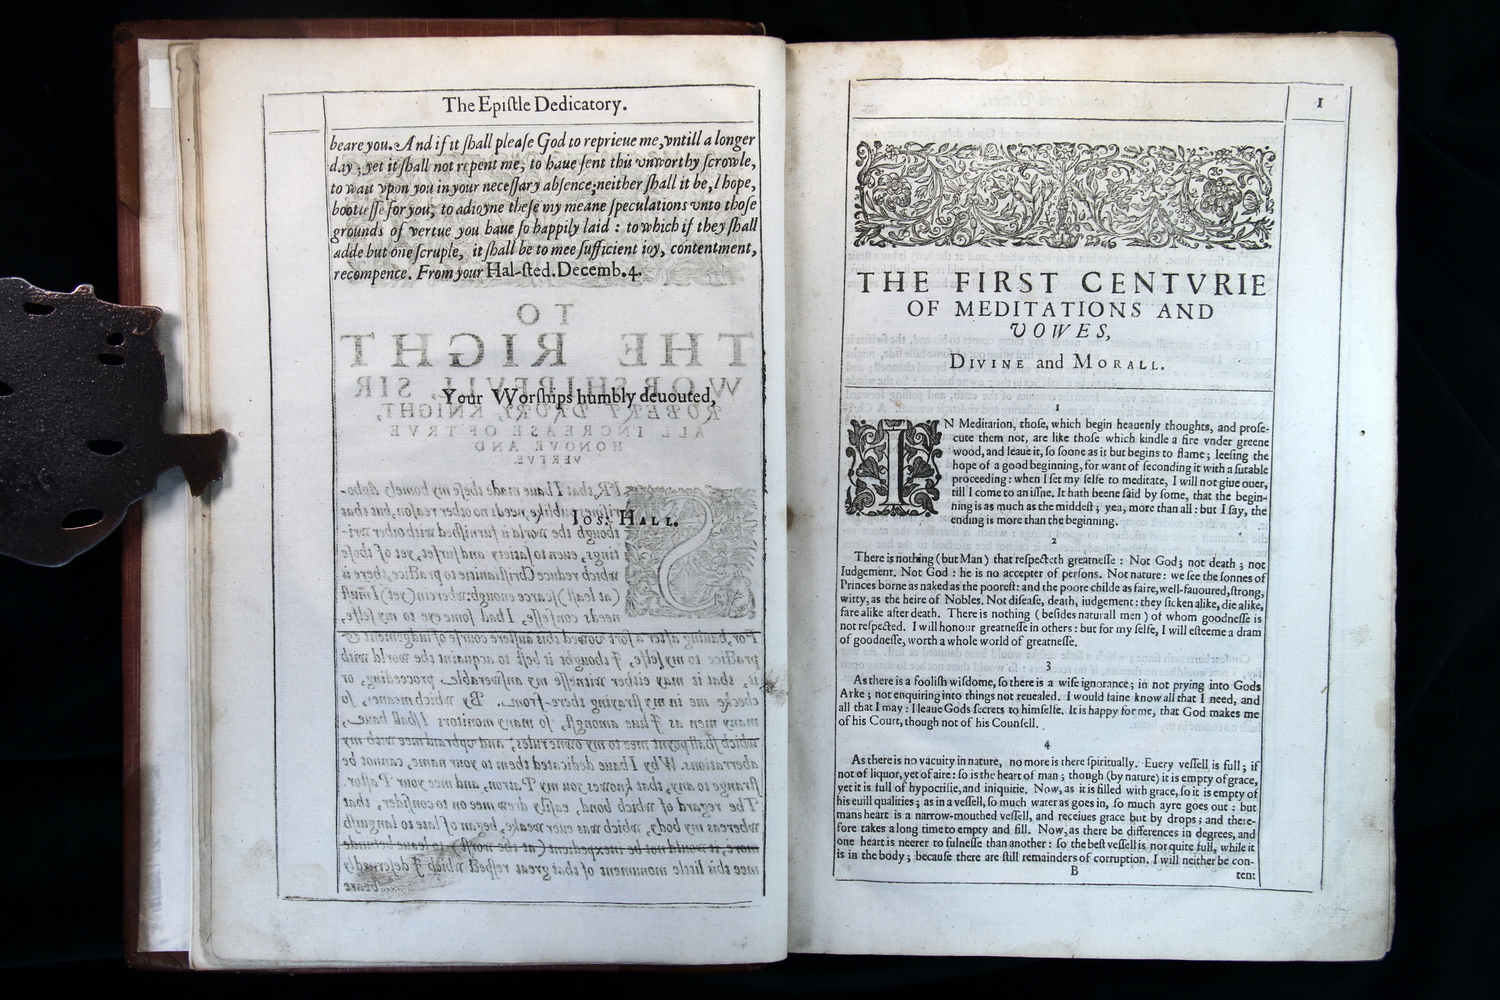 The Epiſtle Dedicatory.
beare you. And if it ſhall pleaſe God to reprieue me, vntill a longer
day; yet it ſhall not repent me, to haue ſent this vnworthy ſcrowle,
to wait vpon you in your neceſſary abſence; neither ſhall it be, I hope,
bootleſſe for you, to adioyne theſe my meane ſpeculations vnto thoſe
grounds of vertue you haue ſo happily laid: to which if they ſhall
adde but one ſcruple, it ſhall be to mee ſufficient ioy, contentment,
recompence. From your Hal-ſted. Decemb. 4.
Your Worſhips humbly deuouted,
Ios. Hall.
1
THE FIRST CENTVRIE
OF MEDITATIONS AND
VOWES,
DIVINE and MORALL.
1
IN Meditation, thoſe, which begin heauenly thoughts, and proſe-
cute them not, are like thoſe which kindle a fire vnder greene
wood, and leaue it, ſo ſoone as it but begins to flame; leeſing the
hope of a good beginning, for want of ſeconding it with a ſutable
proceeding: when I ſet my ſelfe to meditate, I will not giue ouer,
till I come to an iſſue. It hath beene ſaid by ſome, that the begin-
ning is as much as the middeſt; yea, more than all: but I ſay, the
ending is more than the beginning.
2
There is nothing (but Man) that reſpecteth greatneſſe: Not God; not death; not
Iudgement. Not God: he is no accepter of perſons. Not nature: we ſee the ſonnes of
Princes borne as naked as the pooreſt: and the poore childe as faire, well-fauoured, ſtrong,
witty, as the heire of Nobles. Not diſeaſe, death, iudgement: they ſicken alike, die alike,
fare alike after death. There is nothing (beſides naturall men) of whom goodneſſe is
not reſpected. I will honour greatneſſe in others: but for my ſelfe, I will eſteeme a dram
of goodneſſe, worth a whole world of greatneſſe.
3
As there is a fooliſh wiſdome, ſo there is a wiſe ignorance; in not prying into Gods
Arke; not enquiring into things not reuealed. I would faine know all that I need, and
all that I may: I leaue Gods ſecrets to himſelfe. It is happy for me, that God makes me
of his Court, though not of his Counſell.
4
As there is no vacuity in nature, no more is there ſpiritually. Euery veſſell is full; if
not of liquor, yet of aire: ſo is the heart of man; though (by nature) it is empty of grace,
yet it is full of hypocriſie, and iniquitie. Now, as it is filled with grace, ſo it is empty of
his euill qualities; as in a veſſell, ſo much water as goes in, ſo much ayre goes out: but
mans heart is a narrow-mouthed veſſell, and receiues grace but by drops; and there-
fore takes a long time to empty and fill. Now, as there be differences in degrees, and
one heart is neerer to fulneſſe than another: ſo the beſt veſſell is not quite full, while it
is in the body; becauſe there are ſtill remainders of corruption. I will neither be con-
B
tent